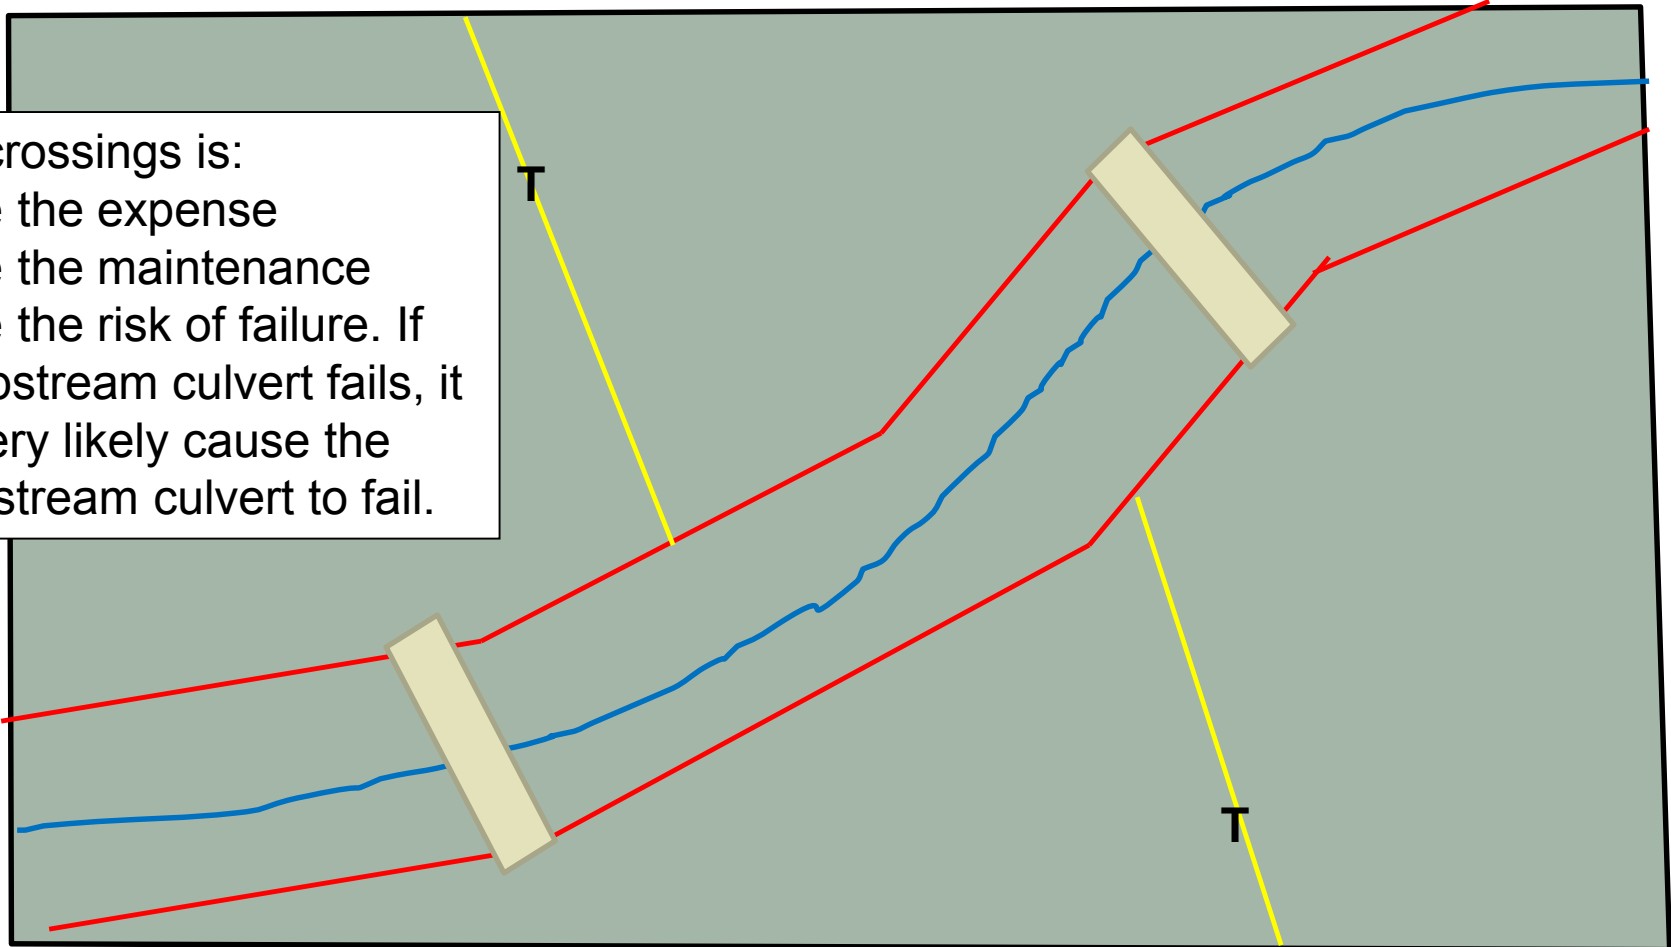 crossings is:
the expense
the maintenance
the risk of failure. If
stream culvert fails, it
likely cause the
stream culvert to fail.
T
T